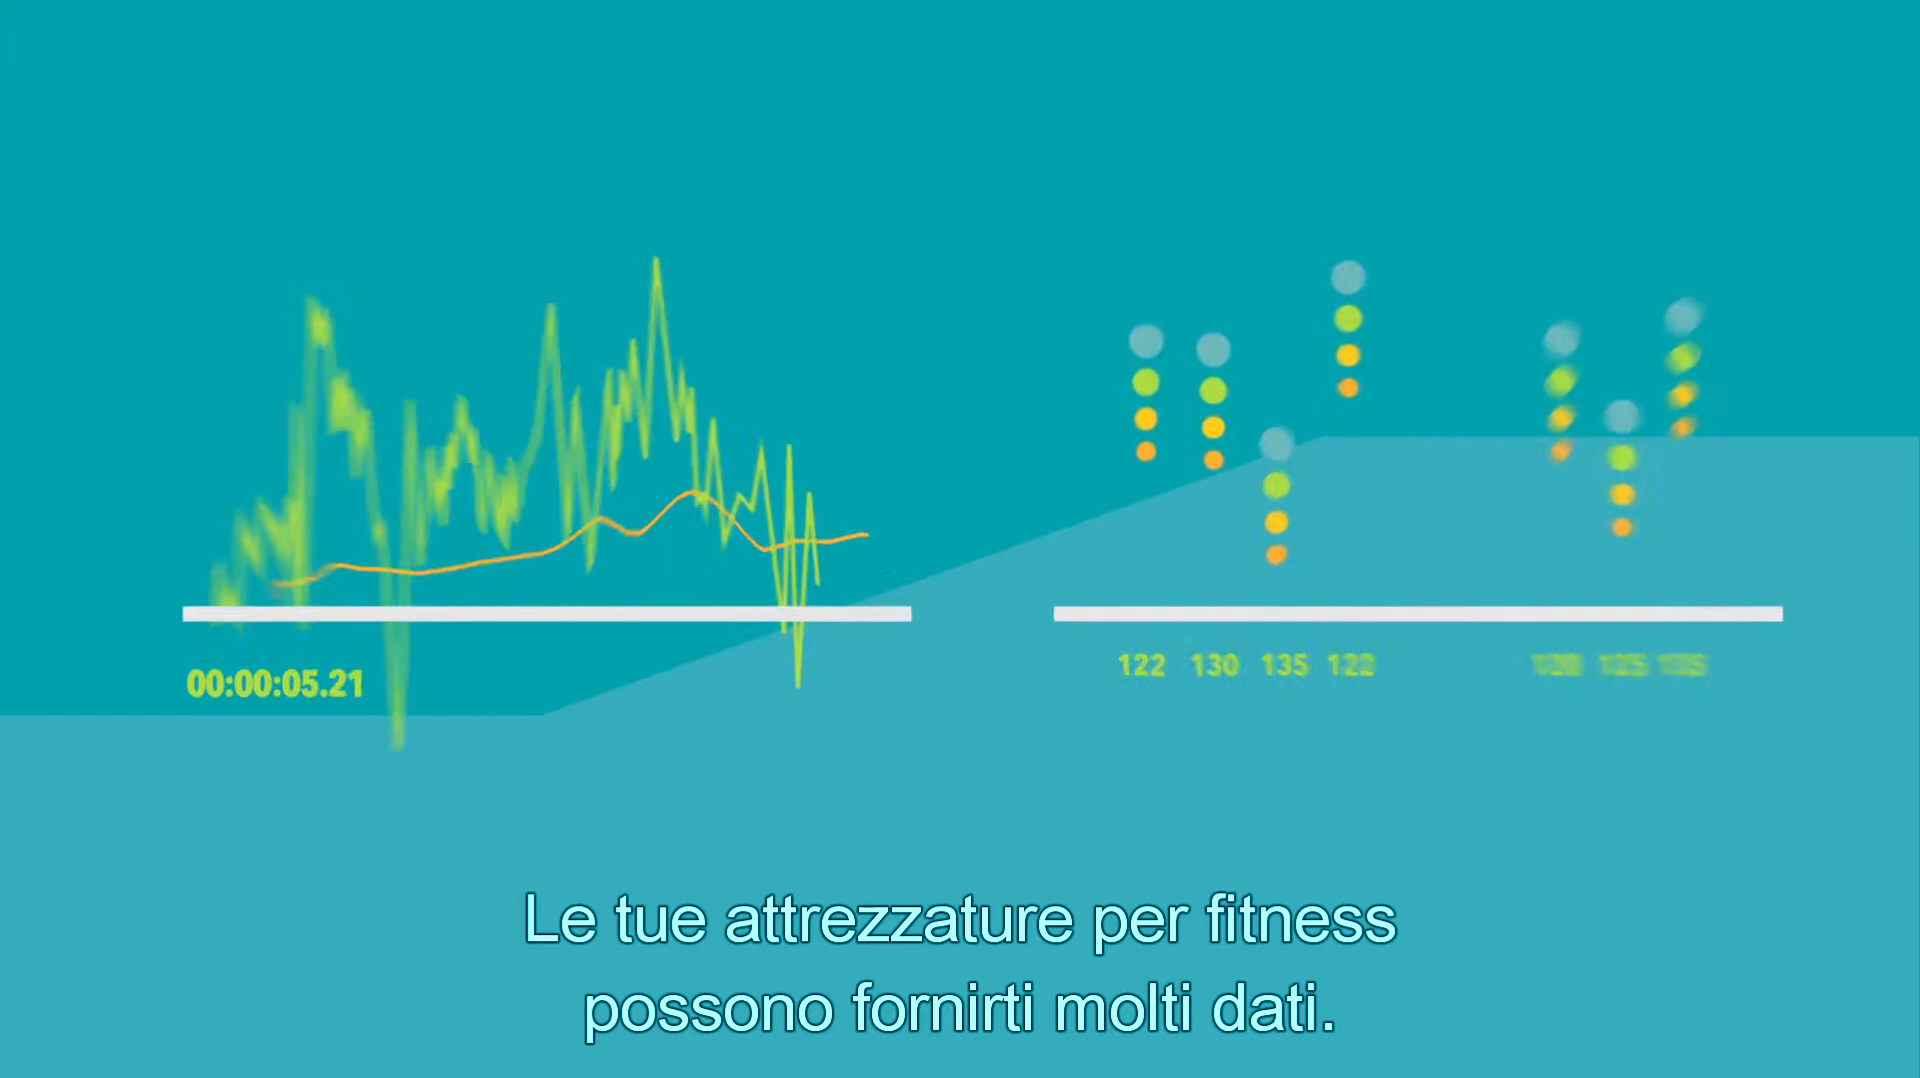 00:00:05.21
122 130 135 122
Le tue attrezzature per fitness
possono fornirti molti dati.